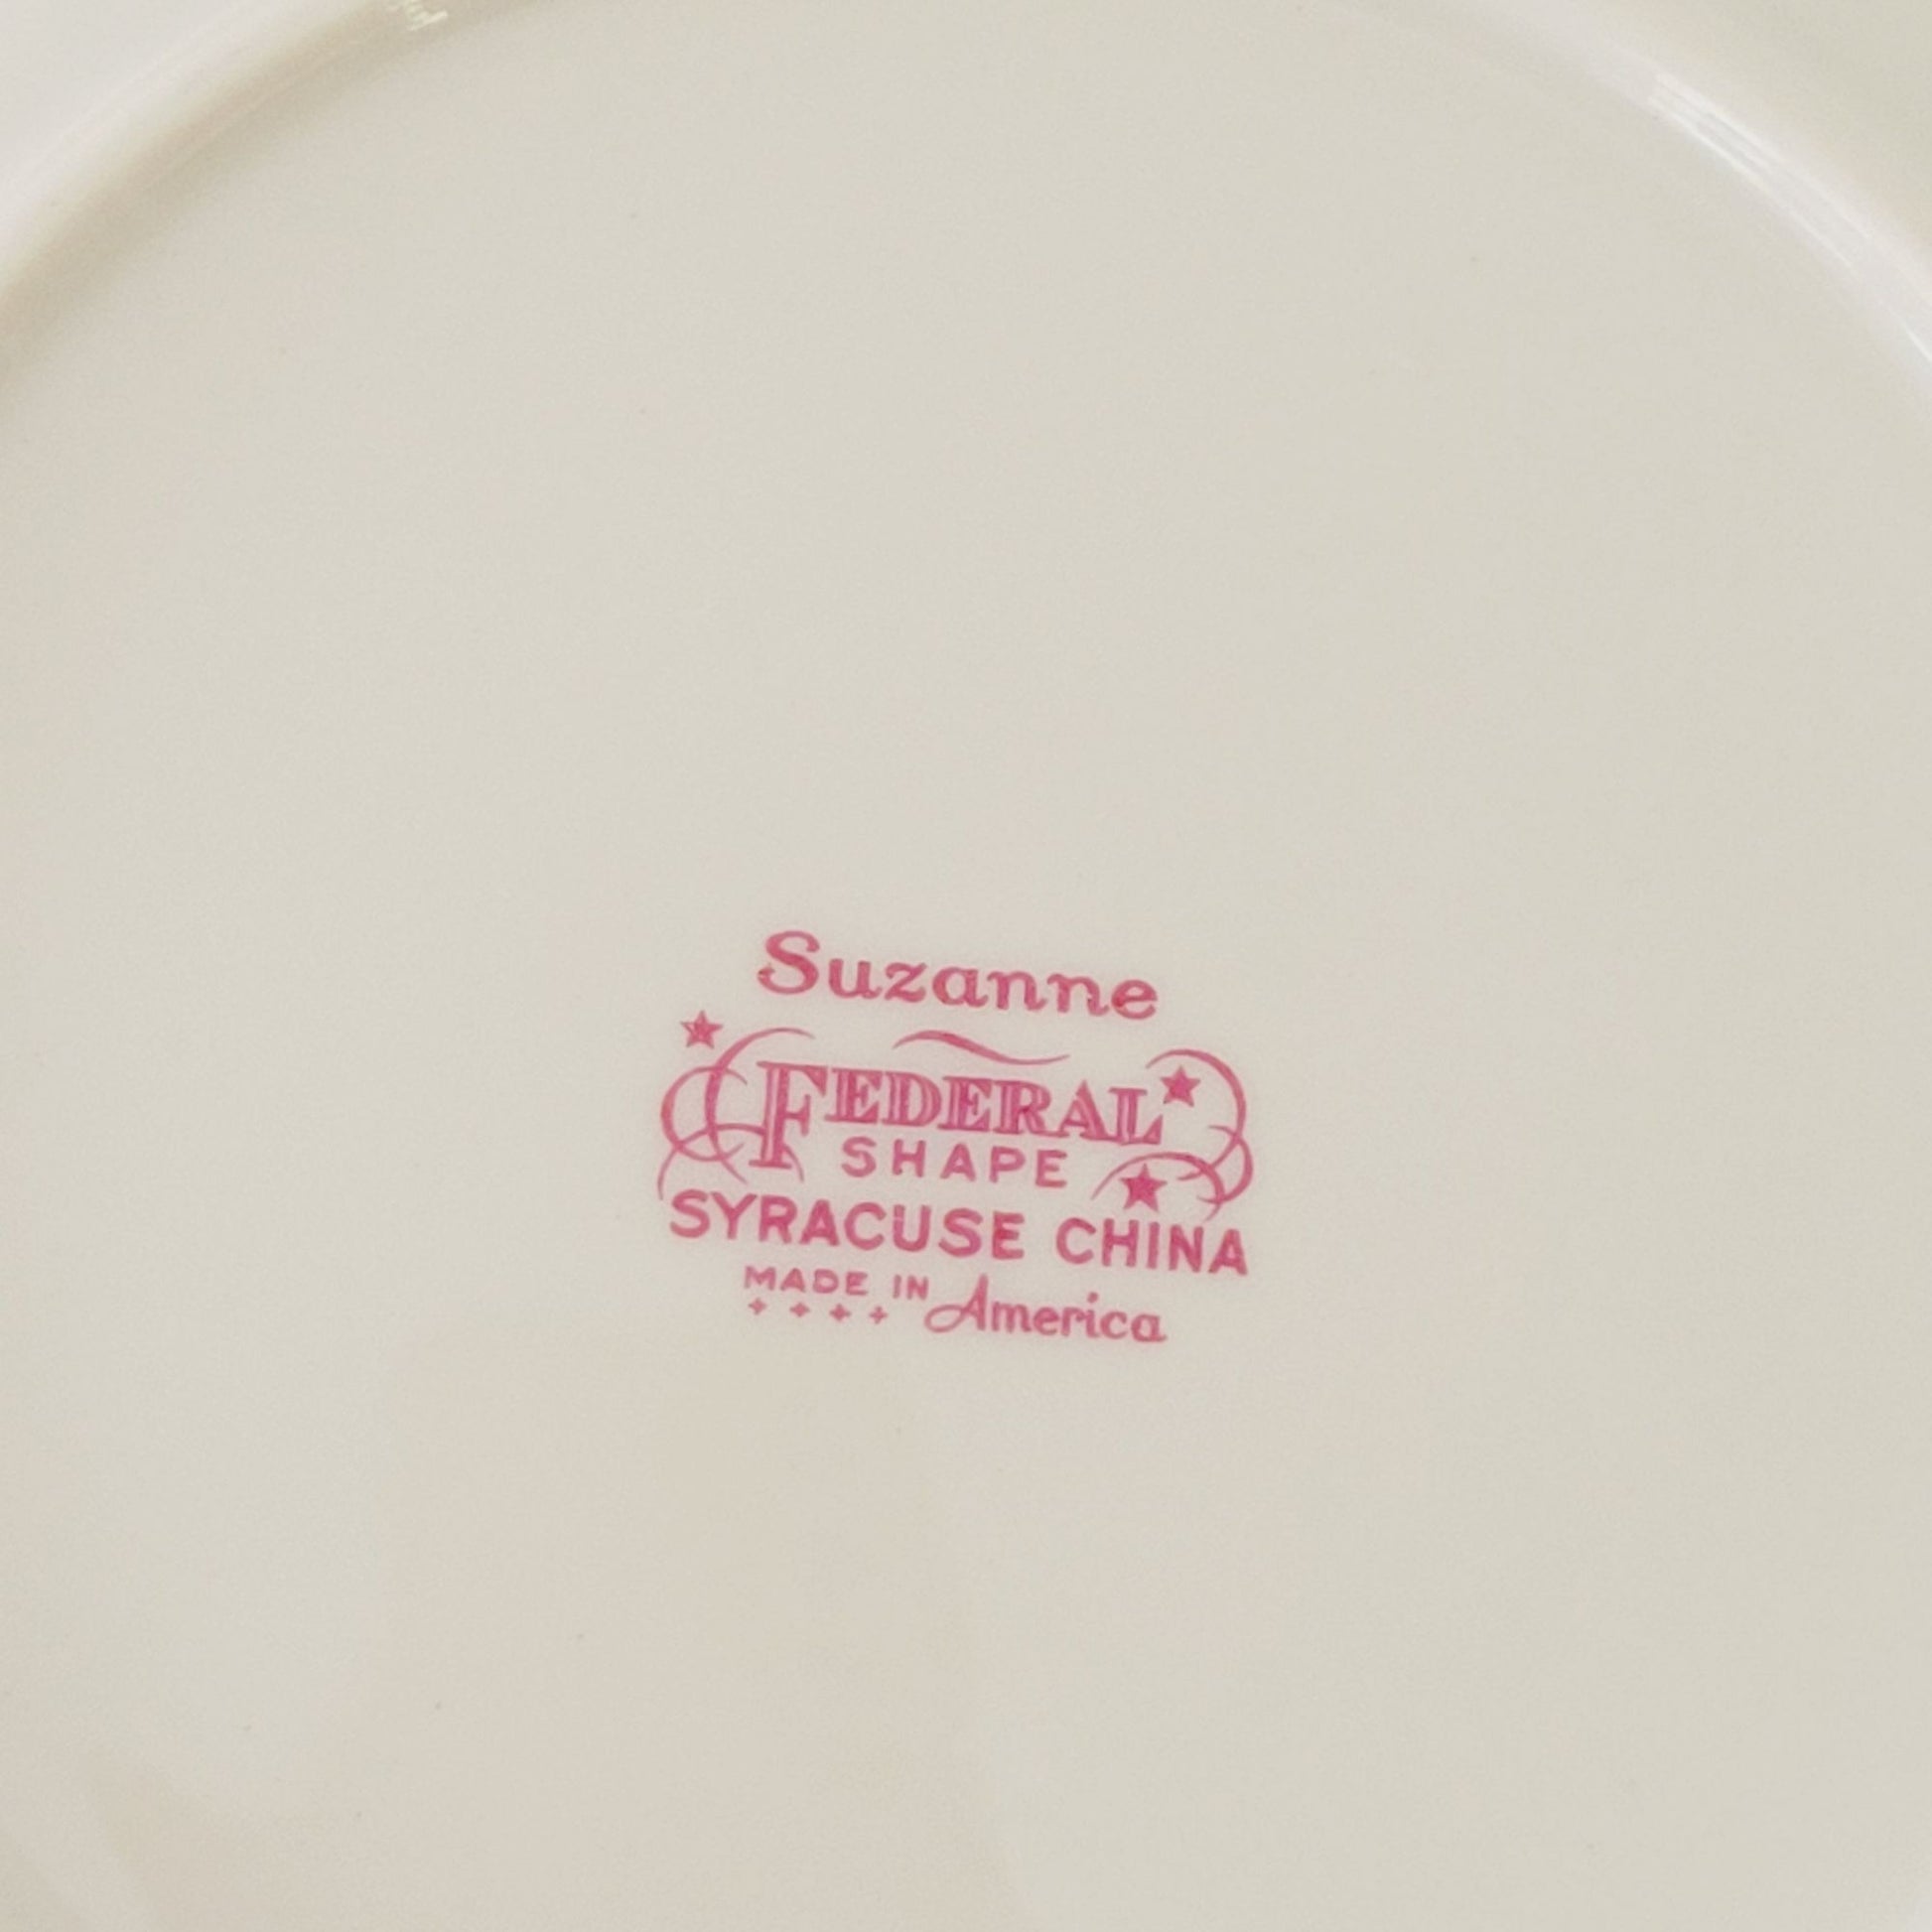 Suzanne
FEDERAL
SHAPE
SYRACUSE CHINA
MADE IN America